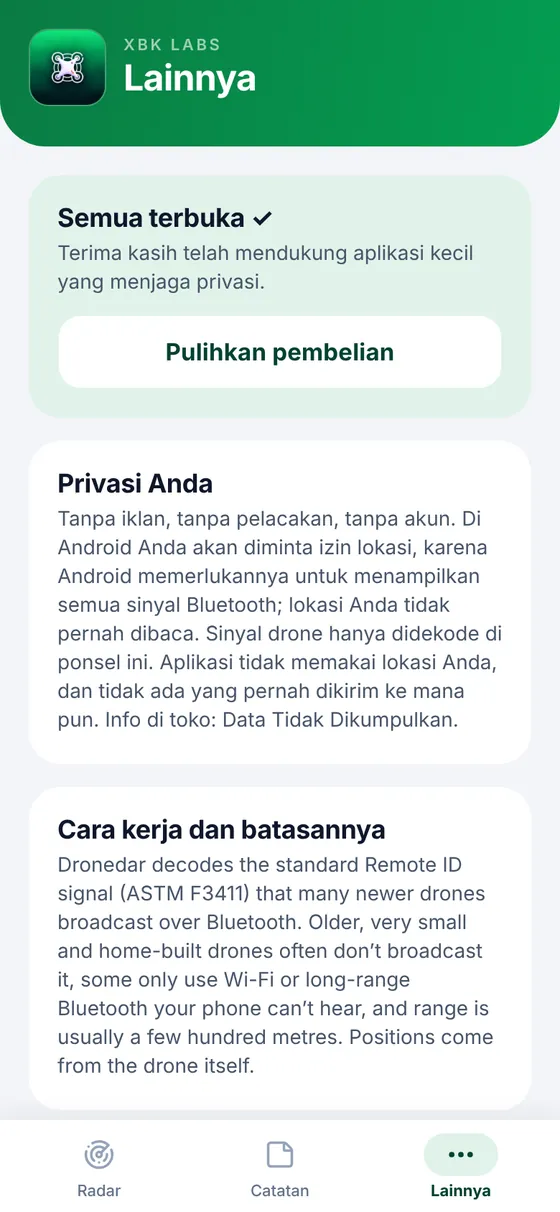 XBK LABS
Lainnya
Semua terbuka ✓
Terima kasih telah mendukung aplikasi kecil
yang menjaga privasi.
Pulihkan pembelian
Privasi Anda
Tanpa iklan, tanpa pelacakan, tanpa akun. Di
Android Anda akan diminta izin lokasi, karena
Android memerlukannya untuk menampilkan
semua sinyal Bluetooth; lokasi Anda tidak
pernah dibaca. Sinyal drone hanya didekode di
ponsel ini. Aplikasi tidak memakai lokasi Anda,
dan tidak ada yang pernah dikirim ke mana
pun. Info di toko: Data Tidak Dikumpulkan.
Cara kerja dan batasannya
Dronedar decodes the standard Remote ID
signal (ASTM F3411) that many newer drones
broadcast over Bluetooth. Older, very small
and home-built drones often don’t broadcast
it, some only use Wi-Fi or long-range
Bluetooth your phone can’t hear, and range is
usually a few hundred metres. Positions come
from the drone itself.
Radar
Catatan
Lainnya